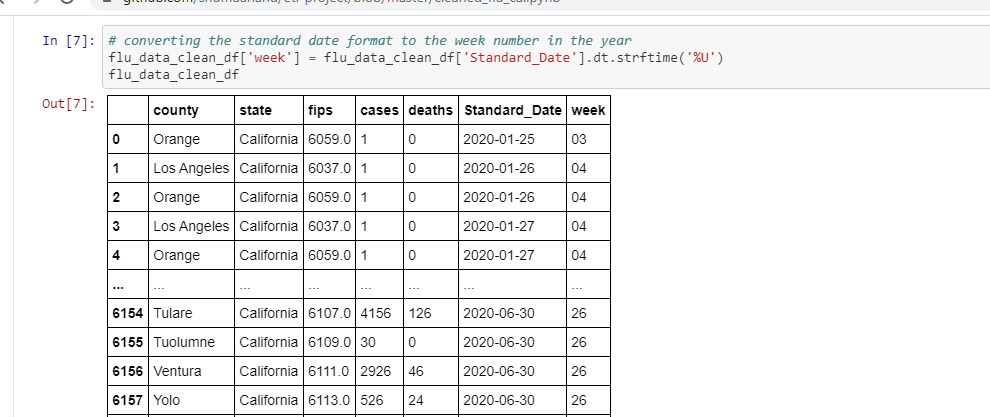 github.com/shamaanand/etl-project/blob/master/cleaned_flu_cal.ipynb
In [7]: # converting the standard date format to the week number in the year
flu_data_clean_df['week'] = flu_data_clean_df['Standard_Date'].dt.strftime('%U')
flu_data_clean_df
Out[7]:
county state fips cases deaths Standard_Date week
0 Orange California 6059.0 1 0 2020-01-25 03
1 Los Angeles California 6037.0 1 0 2020-01-26 04
2 Orange California 6059.0 1 0 2020-01-26 04
3 Los Angeles California 6037.0 1 0 2020-01-27 04
4 Orange California 6059.0 1 0 2020-01-27 04
... ... ... ... ... ... ... ...
6154 Tulare California 6107.0 4156 126 2020-06-30 26
6155 Tuolumne California 6109.0 30 0 2020-06-30 26
6156 Ventura California 6111.0 2926 46 2020-06-30 26
6157 Yolo California 6113.0 526 24 2020-06-30 26